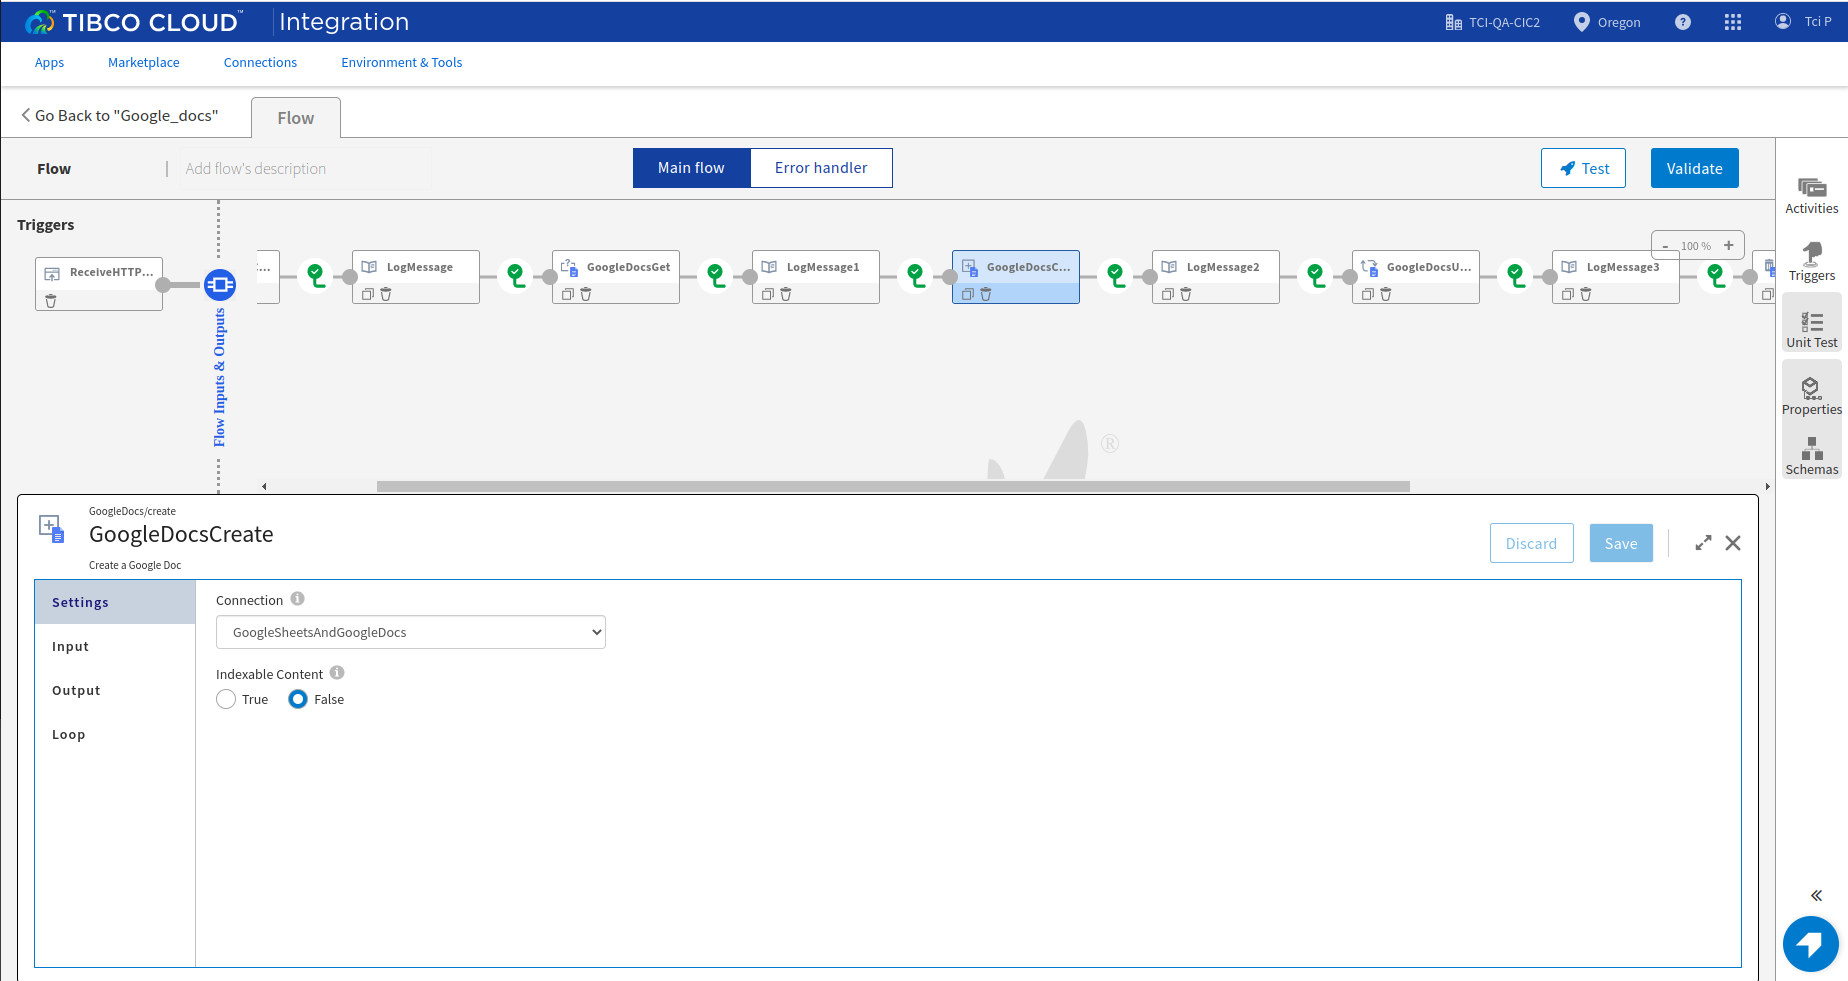 TIBCO CLOUD™ Integration
TCI-QA-CIC2
Oregon
?
Tci P
Apps
Marketplace
Connections
Environment & Tools
Go Back to "Google_docs"
Flow
Flow
Add flow's description
Main flow
Error handler
Test
Validate
Triggers
ReceiveHTTP...
Flow Inputs & Outputs
...
LogMessage
GoogleDocsGet
LogMessage1
GoogleDocsC...
LogMessage2
GoogleDocsU...
LogMessage3
- 100 % +
®
Activities
Triggers
Unit Test
Properties
Schemas
GoogleDocs/create
GoogleDocsCreate
Create a Google Doc
Discard
Save
Settings
Input
Output
Loop
Connection
GoogleSheetsAndGoogleDocs
Indexable Content
True
False